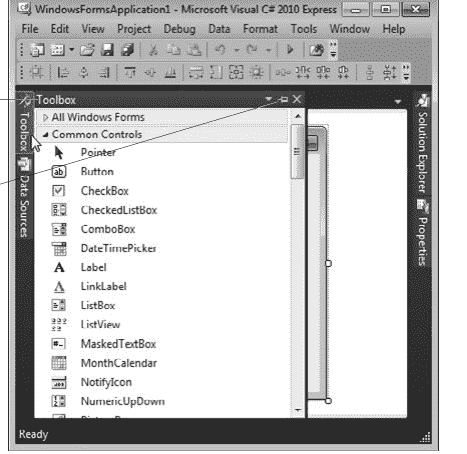 WindowsFormsApplication1 - Microsoft Visual C# 2010 Express
File Edit View Project Debug Data Format Tools Window Help
Toolbox
All Windows Forms
Common Controls
Pointer
Button
CheckBox
CheckedListBox
ComboBox
DateTimePicker
Label
LinkLabel
ListBox
ListView
MaskedTextBox
MonthCalendar
NotifyIcon
NumericUpDown
Toolbox
Data Sources
Solution Explorer
Properties
Ready